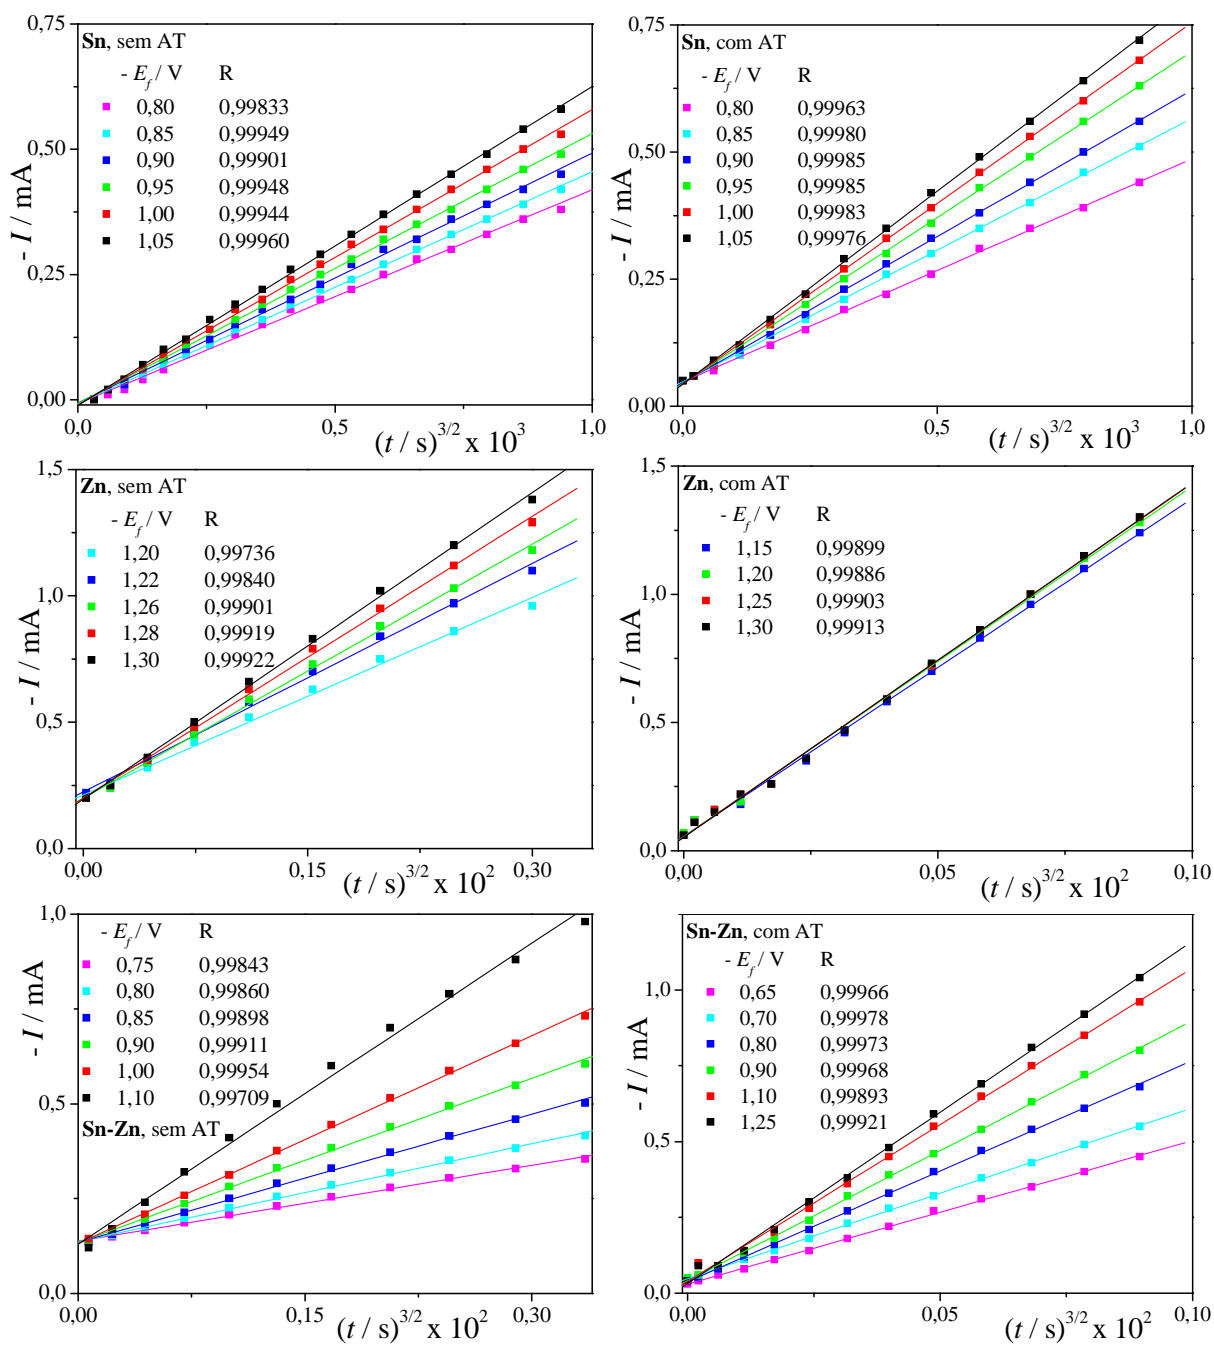 Sn, sem AT
- E_f / V R
0,80 0,99833
0,85 0,99949
0,90 0,99901
0,95 0,99948
1,00 0,99944
1,05 0,99960
0,75
0,50
0,25
0,00
- I / mA
0,0 0,5 1,0
(t / s)^3/2 x 10^3
Sn, com AT
- E_f / V R
0,80 0,99963
0,85 0,99980
0,90 0,99985
0,95 0,99985
1,00 0,99983
1,05 0,99976
0,75
0,50
0,25
0,00
- I / mA
0,0 0,5 1,0
(t / s)^3/2 x 10^3
Zn, sem AT
- E_f / V R
1,20 0,99736
1,22 0,99840
1,26 0,99901
1,28 0,99919
1,30 0,99922
1,5
1,0
0,5
0,0
- I / mA
0,00 0,15 0,30
(t / s)^3/2 x 10^2
Zn, com AT
- E_f / V R
1,15 0,99899
1,20 0,99886
1,25 0,99903
1,30 0,99913
1,5
1,0
0,5
0,0
- I / mA
0,00 0,05 0,10
(t / s)^3/2 x 10^2
- E_f / V R
0,75 0,99843
0,80 0,99860
0,85 0,99898
0,90 0,99911
1,00 0,99954
1,10 0,99709
Sn-Zn, sem AT
1,0
0,5
0,0
- I / mA
0,00 0,15 0,30
(t / s)^3/2 x 10^2
Sn-Zn, com AT
- E_f / V R
0,65 0,99966
0,70 0,99978
0,80 0,99973
0,90 0,99968
1,10 0,99893
1,25 0,99921
1,0
0,5
0,0
- I / mA
0,00 0,05 0,10
(t / s)^3/2 x 10^2